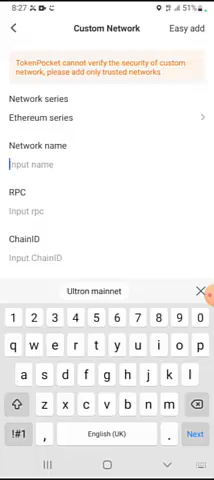 8:27
51%
Custom Network
Easy add
TokenPocket cannot verify the security of custom
network, please add only trusted networks
Network series
Ethereum series
Network name
Input name
RPC
Input rpc
ChainID
Input ChainID
Ultron mainnet
1 2 3 4 5 6 7 8 9 0
q w e r t y u i o p
a s d f g h j k l
z x c v b n m
!#1 , English (UK) . Next